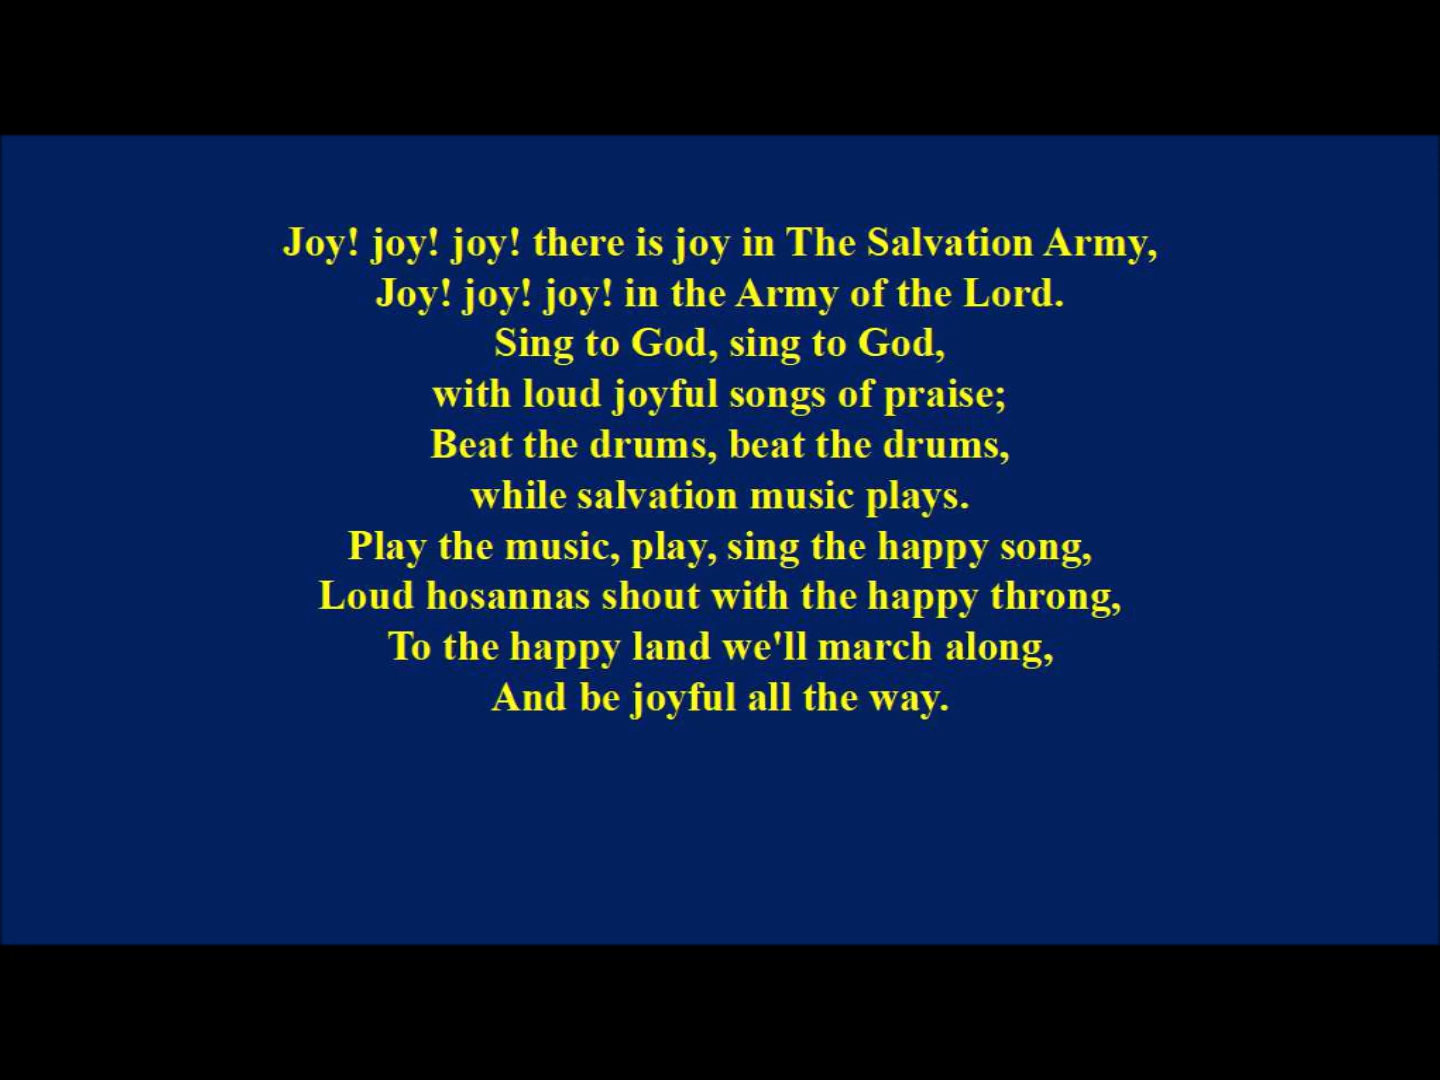 Joy! joy! joy! there is joy in The Salvation Army,
Joy! joy! joy! in the Army of the Lord.
Sing to God, sing to God,
with loud joyful songs of praise;
Beat the drums, beat the drums,
while salvation music plays.
Play the music, play, sing the happy song,
Loud hosannas shout with the happy throng,
To the happy land we'll march along,
And be joyful all the way.